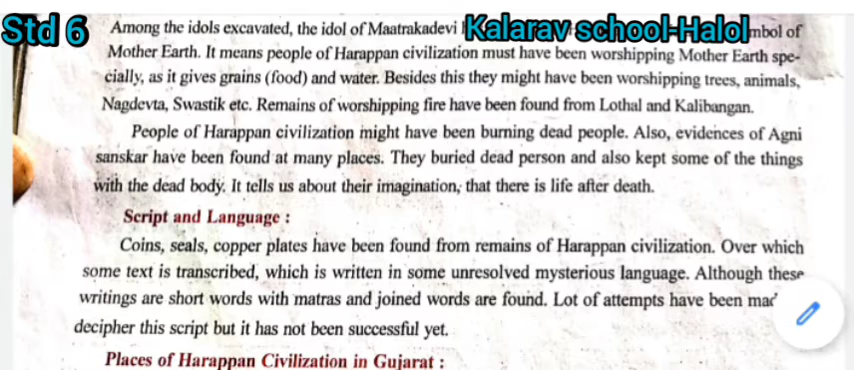 Std 6
Kalarav school-Halol
Among the idols excavated, the idol of Maatrakadevi mbol of
Mother Earth. It means people of Harappan civilization must have been worshipping Mother Earth spe-
cially, as it gives grains (food) and water. Besides this they might have been worshipping trees, animals,
Nagdevta, Swastik etc. Remains of worshipping fire have been found from Lothal and Kalibangan.
People of Harappan civilization might have been burning dead people. Also, evidences of Agni
sanskar have been found at many places. They buried dead person and also kept some of the things
with the dead body. It tells us about their imagination, that there is life after death.
Script and Language :
Coins, seals, copper plates have been found from remains of Harappan civilization. Over which
some text is transcribed, which is written in some unresolved mysterious language. Although these
writings are short words with matras and joined words are found. Lot of attempts have been
decipher this script but it has not been successful yet.
Places of Harappan Civilization in Gujarat :